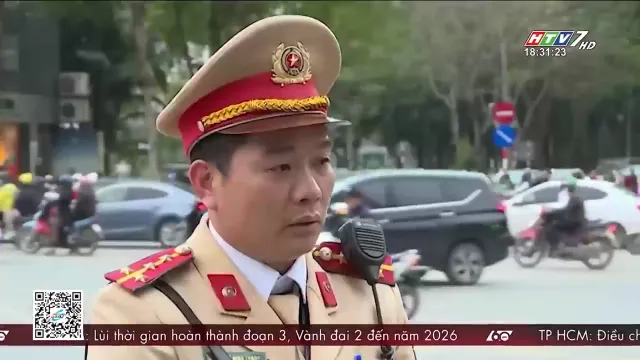 HTV7 HD
18:31:23
: Lùi thời gian hoàn thành đoạn 3, Vành đai 2 đến năm 2026
TP HCM: Điều ch